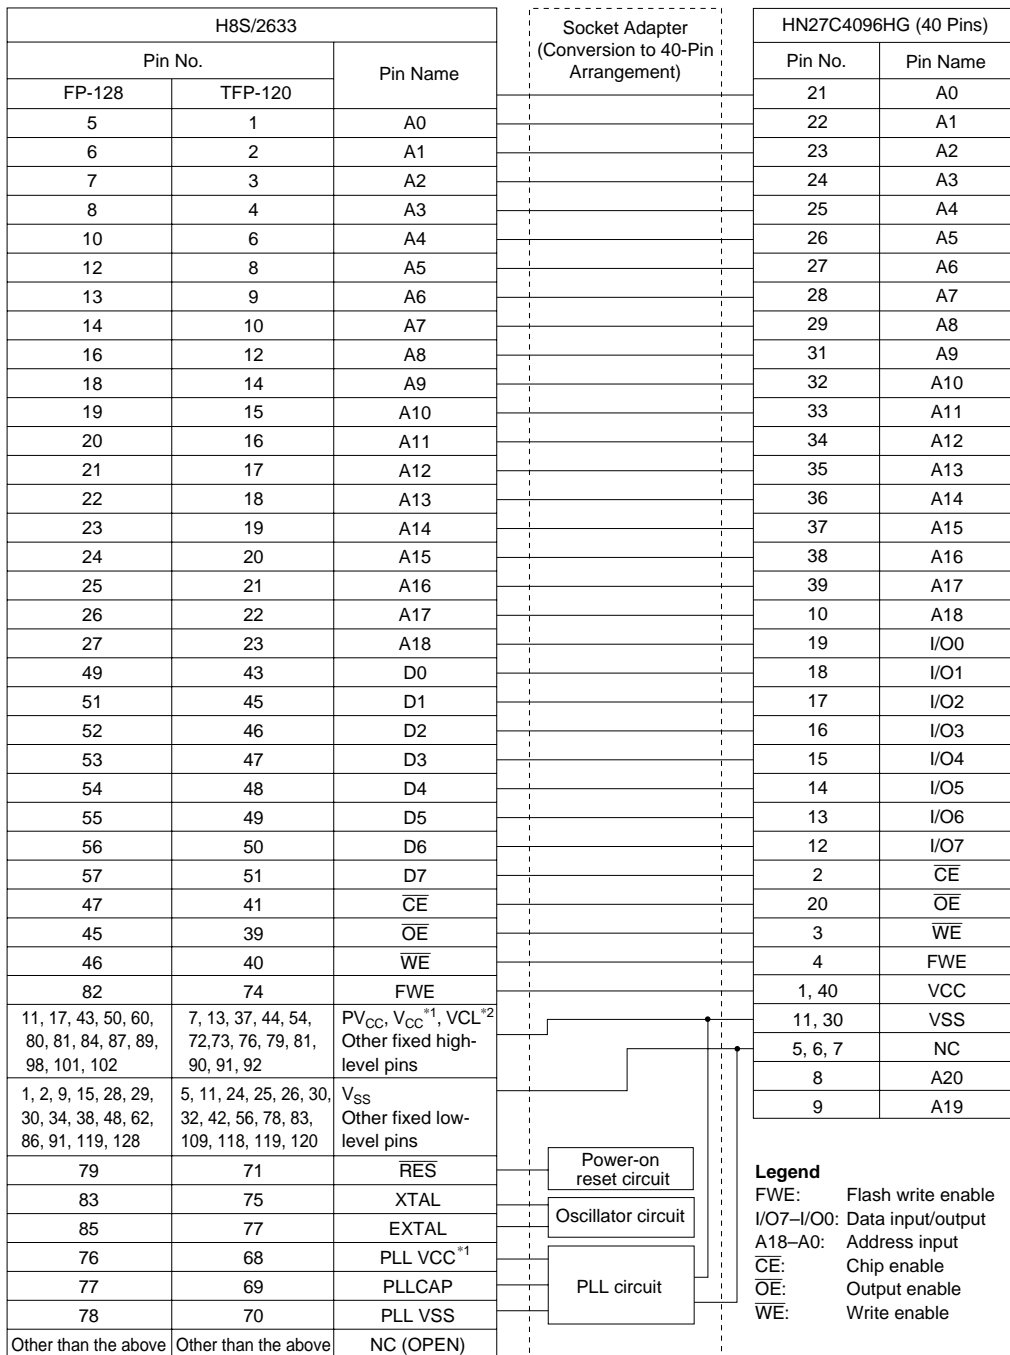 H8S/2633
Pin No.
Pin Name
FP-128 TFP-120
5 1 A0
6 2 A1
7 3 A2
8 4 A3
10 6 A4
12 8 A5
13 9 A6
14 10 A7
16 12 A8
18 14 A9
19 15 A10
20 16 A11
21 17 A12
22 18 A13
23 19 A14
24 20 A15
25 21 A16
26 22 A17
27 23 A18
49 43 D0
51 45 D1
52 46 D2
53 47 D3
54 48 D4
55 49 D5
56 50 D6
57 51 D7
47 41 C̅E̅
45 39 O̅E̅
46 40 W̅E̅
82 74 FWE
11, 17, 43, 50, 60, 7, 13, 37, 44, 54, PVCC, VCC*1, VCL*2
80, 81, 84, 87, 89, 72,73, 76, 79, 81, Other fixed high-
98, 101, 102 90, 91, 92 level pins
1, 2, 9, 15, 28, 29, 5, 11, 24, 25, 26, 30, VSS
30, 34, 38, 48, 62, 32, 42, 56, 78, 83, Other fixed low-
86, 91, 119, 128 109, 118, 119, 120 level pins
79 71 R̅E̅S̅
83 75 XTAL
85 77 EXTAL
76 68 PLL VCC*1
77 69 PLLCAP
78 70 PLL VSS
Other than the above Other than the above NC (OPEN)
Socket Adapter
(Conversion to 40-Pin
Arrangement)
Power-on
reset circuit
Oscillator circuit
PLL circuit
HN27C4096HG (40 Pins)
Pin No. Pin Name
21 A0
22 A1
23 A2
24 A3
25 A4
26 A5
27 A6
28 A7
29 A8
31 A9
32 A10
33 A11
34 A12
35 A13
36 A14
37 A15
38 A16
39 A17
10 A18
19 I/O0
18 I/O1
17 I/O2
16 I/O3
15 I/O4
14 I/O5
13 I/O6
12 I/O7
2 C̅E̅
20 O̅E̅
3 W̅E̅
4 FWE
1, 40 VCC
11, 30 VSS
5, 6, 7 NC
8 A20
9 A19
Legend
FWE: Flash write enable
I/O7–I/O0: Data input/output
A18–A0: Address input
C̅E̅: Chip enable
O̅E̅: Output enable
W̅E̅: Write enable